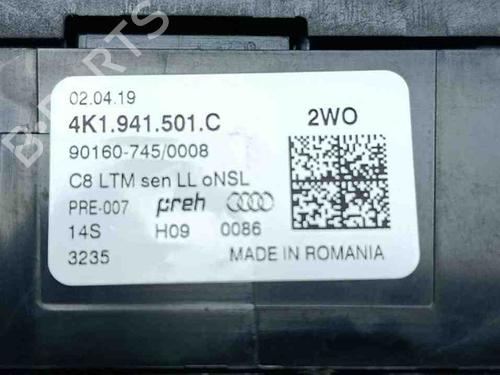 02.04.19
4K1.941.501.C 2WO
90160-745/0008
C8 LTM sen LL oNSL
PRE-007 preh
14S H09 0086
3235 MADE IN ROMANIA
B-PARTS